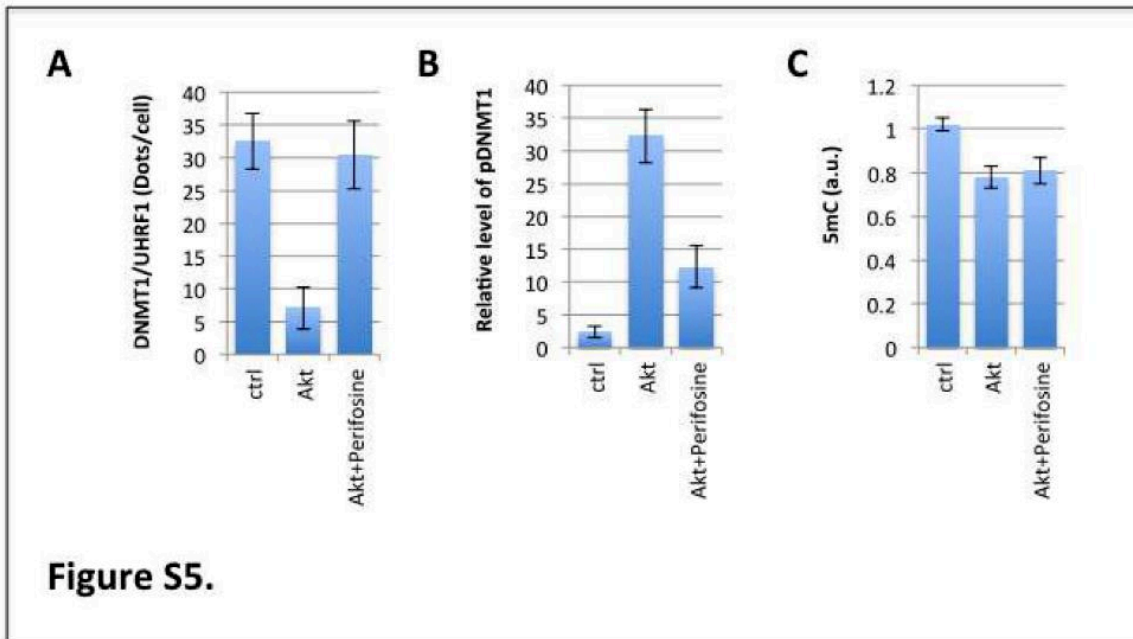 A
DNMT1/UHRF1 (Dots/cell)
40
35
30
25
20
15
10
5
0
ctrl
Akt
Akt+Perifosine
B
Relative level of pDNMT1
40
35
30
25
20
15
10
5
0
ctrl
Akt
Akt+Perifosine
C
5mC (a.u.)
1.2
1
0.8
0.6
0.4
0.2
0
ctrl
Akt
Akt+Perifosine
Figure S5.